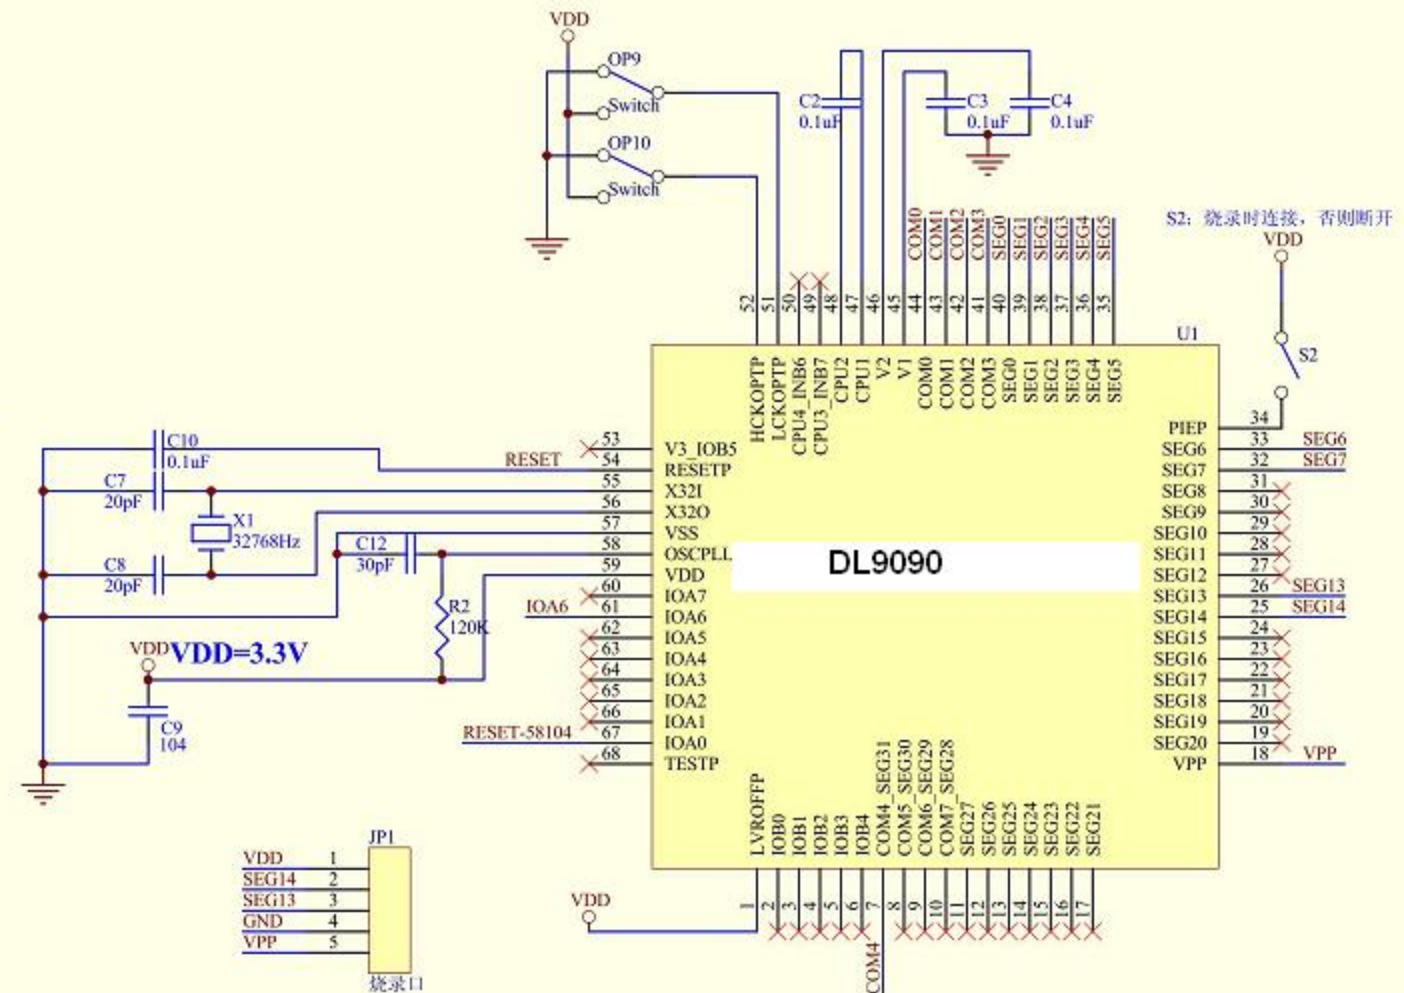 VDD
OP9
Switch
OP10
Switch
C2
0.1uF
C3
0.1uF
C4
0.1uF
COM0
COM1
COM2
COM3
SEG0
SEG1
SEG2
SEG3
SEG4
SEG5
S2：烧录时连接，否则断开
VDD
S2
52
51
50
49
48
47
46
45
44
43
42
41
40
39
38
37
36
35
U1
HCKOPTP
LCKOPTP
CPU4_INB6
CPU3_INB7
CPU2
CPU1
V2
V1
COM0
COM1
COM2
COM3
SEG0
SEG1
SEG2
SEG3
SEG4
SEG5
C10
0.1uF
C7
20pF
X1
32768Hz
C8
20pF
C12
30pF
R2
120K
VDD
VDD=3.3V
C9
104
RESET
IOA6
RESET-58104
53 V3_IOB5
54 RESETP
55 X32I
56 X32O
57 VSS
58 OSCPLL
59 VDD
60 IOA7
61 IOA6
62 IOA5
63 IOA4
64 IOA3
65 IOA2
66 IOA1
67 IOA0
68 TESTP
DL9090
PIEP 34
SEG6 33 SEG6
SEG7 32 SEG7
SEG8 31
SEG9 30
SEG10 29
SEG11 28
SEG12 27
SEG13 26 SEG13
SEG14 25 SEG14
SEG15 24
SEG16 23
SEG17 22
SEG18 21
SEG19 20
SEG20 19
VPP 18 VPP
LVROFFP
IOB0
IOB1
IOB2
IOB3
IOB4
COM4_SEG31
COM5_SEG30
COM6_SEG29
COM7_SEG28
SEG27
SEG26
SEG25
SEG24
SEG23
SEG22
SEG21
1
2
3
4
5
6
7
8
9
10
11
12
13
14
15
16
17
VDD
COM4
JP1
VDD 1
SEG14 2
SEG13 3
GND 4
VPP 5
烧录口